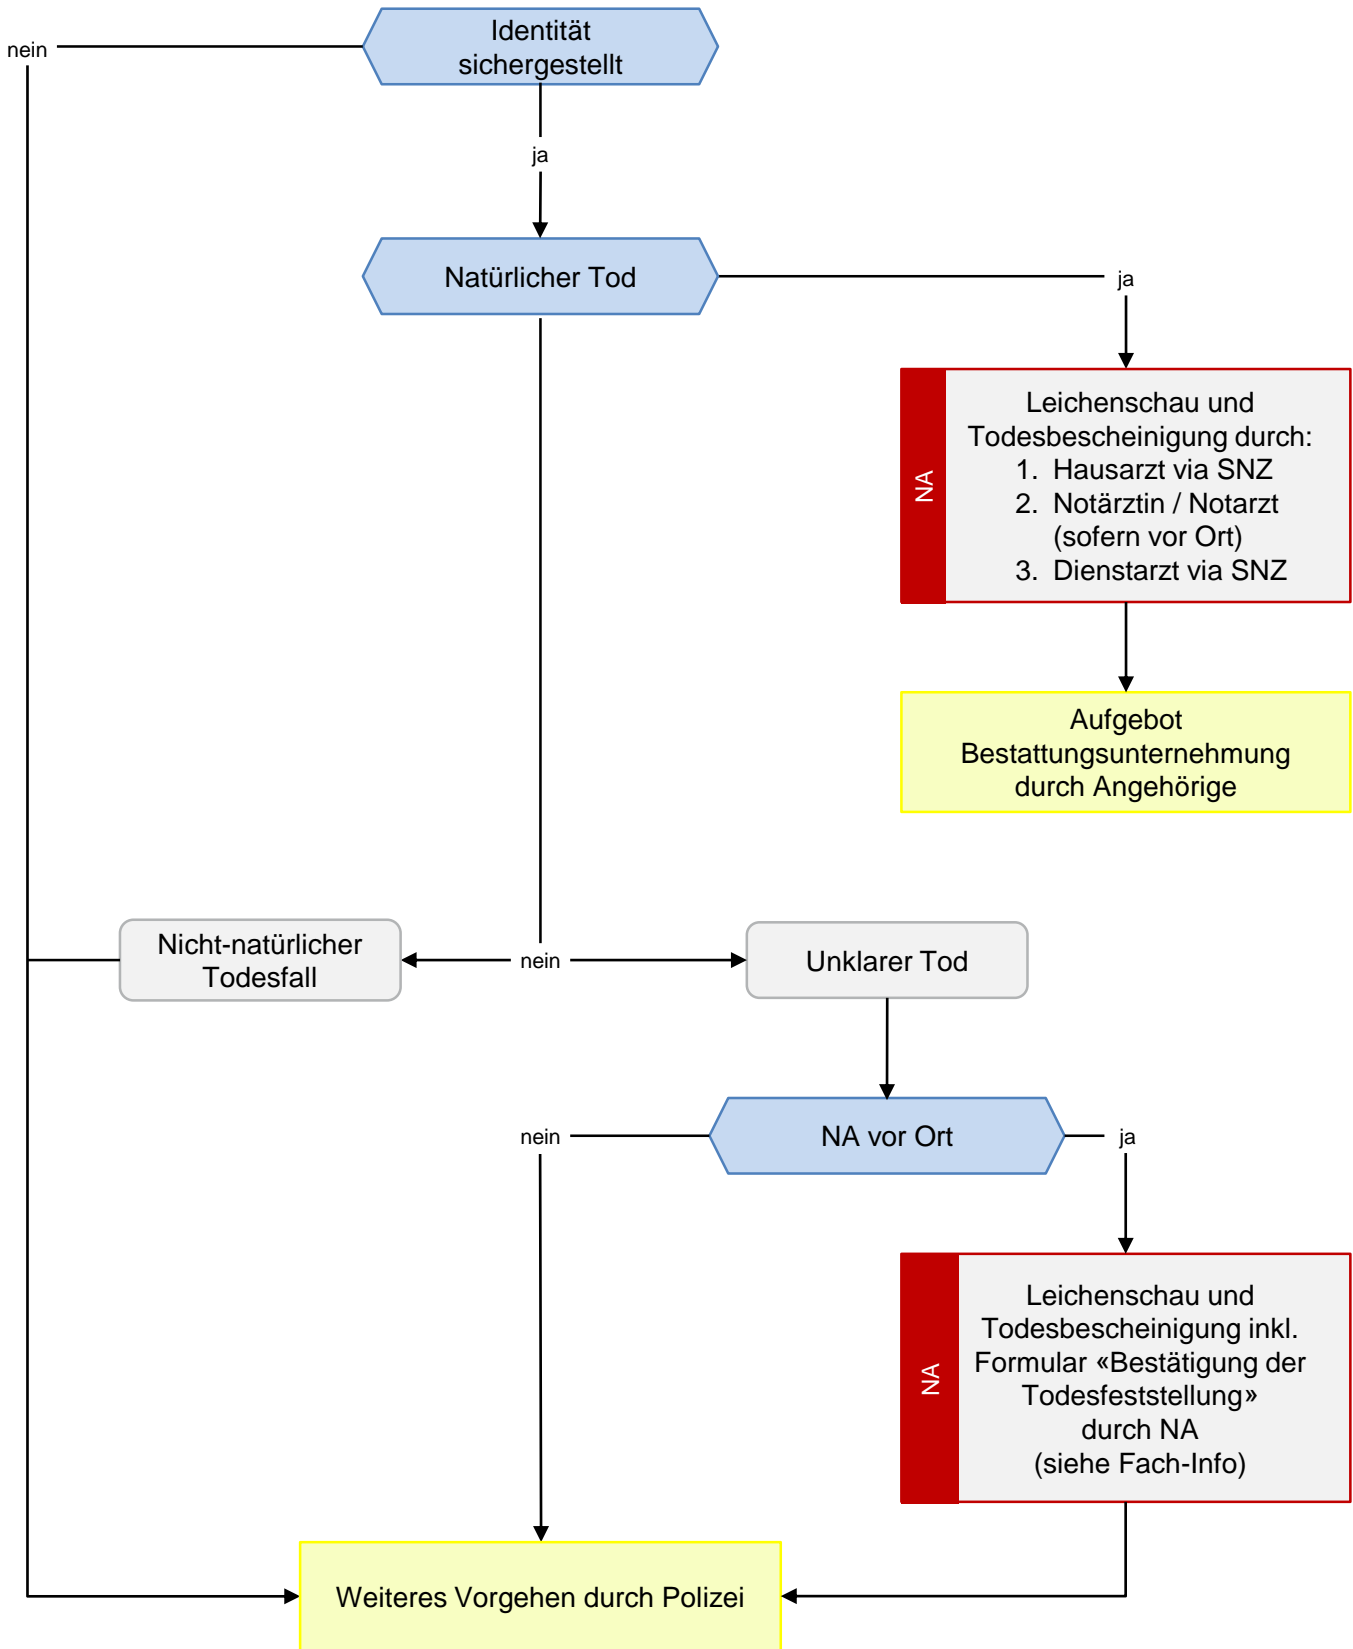 Identität
sichergestellt
nein
ja
Natürlicher Tod
ja
NA
Leichenschau und
Todesbescheinigung durch:
1. Hausarzt via SNZ
2. Notärztin / Notarzt
(sofern vor Ort)
3. Dienstarzt via SNZ
Aufgebot
Bestattungsunternehmung
durch Angehörige
Nicht-natürlicher
Todesfall
nein
Unklarer Tod
nein
NA vor Ort
ja
NA
Leichenschau und
Todesbescheinigung inkl.
Formular «Bestätigung der
Todesfeststellung»
durch NA
(siehe Fach-Info)
Weiteres Vorgehen durch Polizei